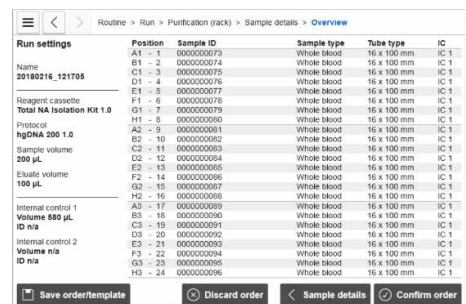 Routine > Run > Purification (rack) > Sample details > Overview
Run settings
Name
20180216_121705
Reagent cassette
Total NA Isolation Kit 1.0
Protocol
hgDNA 200 1.0
Sample volume
200 µL
Eluate volume
100 µL
Internal control 1
Volume 580 µL
ID n/a
Internal control 2
Volume n/a
ID n/a
Position Sample ID Sample type Tube type IC
A1 - 1 0000000073 Whole blood 16 x 100 mm IC 1
B1 - 2 0000000074 Whole blood 16 x 100 mm IC 1
C1 - 3 0000000075 Whole blood 16 x 100 mm IC 1
D1 - 4 0000000076 Whole blood 16 x 100 mm IC 1
E1 - 5 0000000077 Whole blood 16 x 100 mm IC 1
F1 - 6 0000000078 Whole blood 16 x 100 mm IC 1
G1 - 7 0000000079 Whole blood 16 x 100 mm IC 1
H1 - 8 0000000080 Whole blood 16 x 100 mm IC 1
A2 - 9 0000000081 Whole blood 16 x 100 mm IC 1
B2 - 10 0000000082 Whole blood 16 x 100 mm IC 1
C2 - 11 0000000083 Whole blood 16 x 100 mm IC 1
D2 - 12 0000000084 Whole blood 16 x 100 mm IC 1
E2 - 13 0000000085 Whole blood 16 x 100 mm IC 1
F2 - 14 0000000086 Whole blood 16 x 100 mm IC 1
G2 - 15 0000000087 Whole blood 16 x 100 mm IC 1
H2 - 16 0000000088 Whole blood 16 x 100 mm IC 1
A3 - 17 0000000089 Whole blood 16 x 100 mm IC 1
B3 - 18 0000000090 Whole blood 16 x 100 mm IC 1
C3 - 19 0000000091 Whole blood 16 x 100 mm IC 1
D3 - 20 0000000092 Whole blood 16 x 100 mm IC 1
E3 - 21 0000000093 Whole blood 16 x 100 mm IC 1
F3 - 22 0000000094 Whole blood 16 x 100 mm IC 1
G3 - 23 0000000095 Whole blood 16 x 100 mm IC 1
H3 - 24 0000000096 Whole blood 16 x 100 mm IC 1
Save order/template
Discard order
Sample details
Confirm order